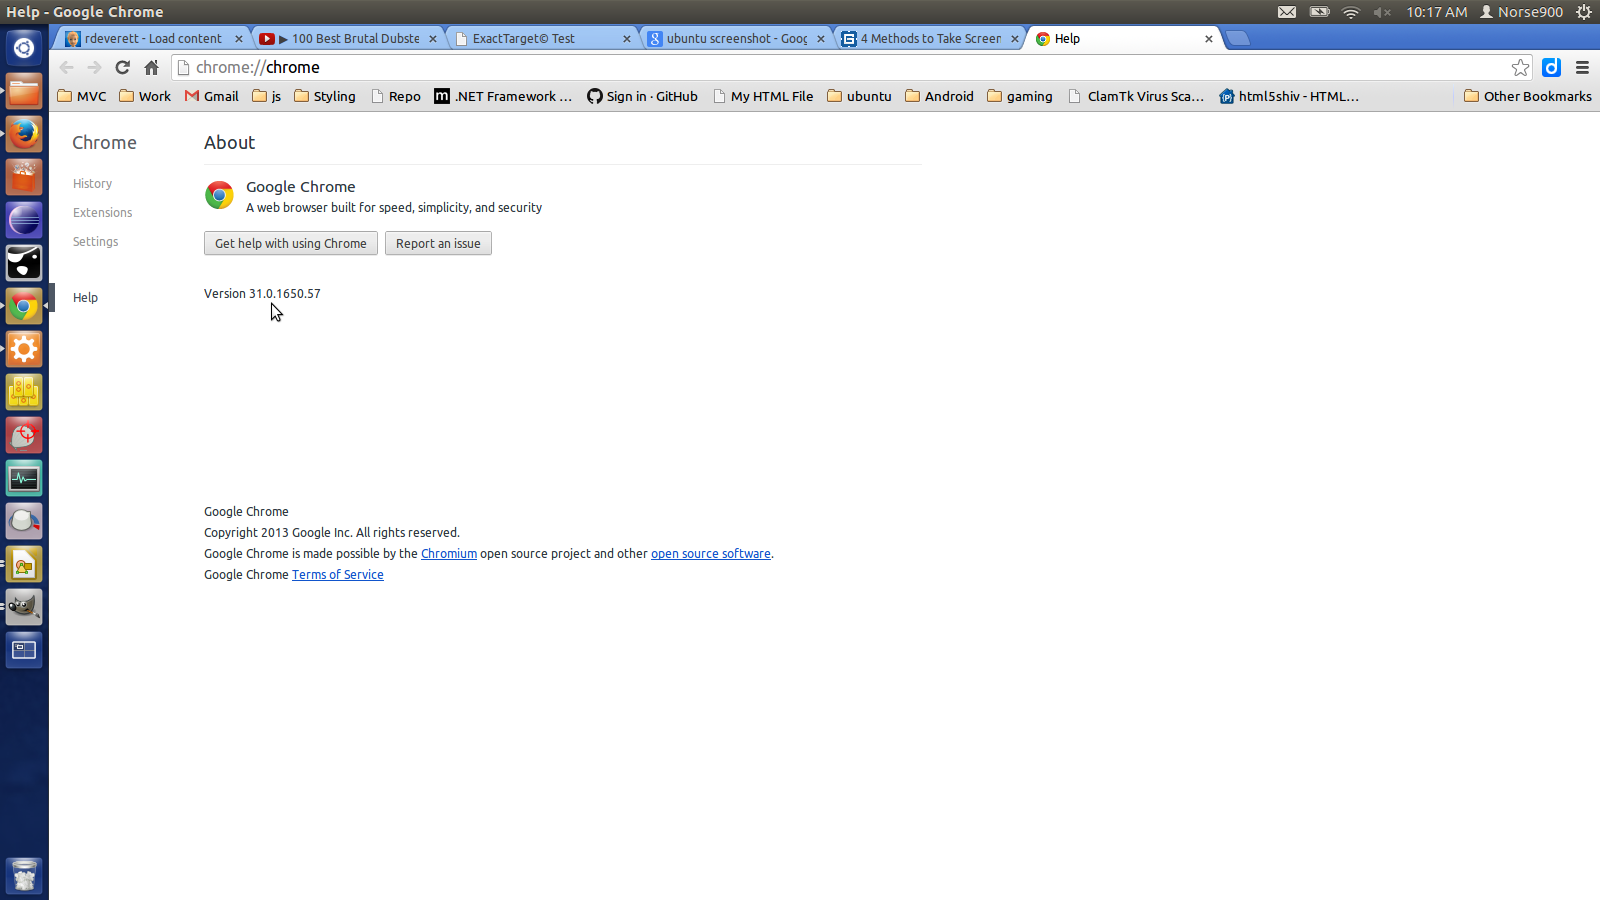 Help - Google Chrome
10:17 AM
Norse900
rdeverett - Load content
▶ 100 Best Brutal Dubste
ExactTarget© Test
ubuntu screenshot - Goog
4 Methods to Take Screen
Help
chrome://chrome
MVC
Work
Gmail
js
Styling
Repo
.NET Framework ...
Sign in · GitHub
My HTML File
ubuntu
Android
gaming
ClamTk Virus Sca...
html5shiv - HTML...
Other Bookmarks
Chrome
History
Extensions
Settings
Help
About
Google Chrome
A web browser built for speed, simplicity, and security
Get help with using Chrome
Report an issue
Version 31.0.1650.57
Google Chrome
Copyright 2013 Google Inc. All rights reserved.
Google Chrome is made possible by the Chromium open source project and other open source software.
Google Chrome Terms of Service